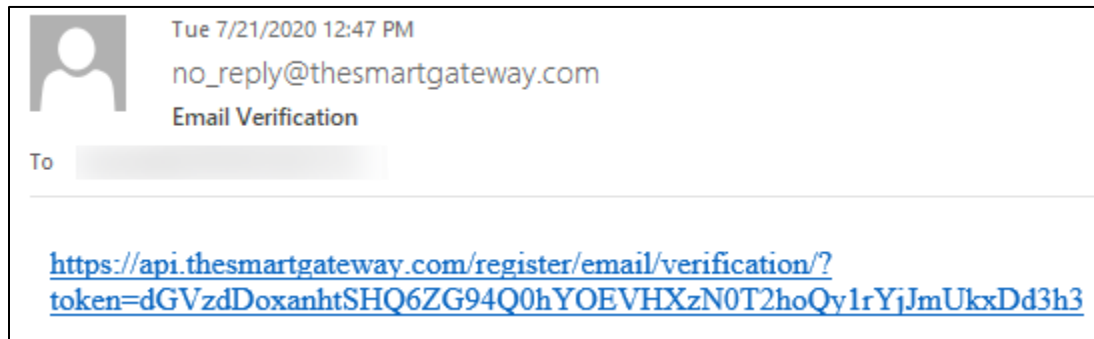 Tue 7/21/2020 12:47 PM
no_reply@thesmartgateway.com
Email Verification
To
https://api.thesmartgateway.com/register/email/verification/?
token=dGVzdDoxanhtSHQ6ZG94Q0hYOEVHXzN0T2hoQy1rYjJmUkxDd3h3